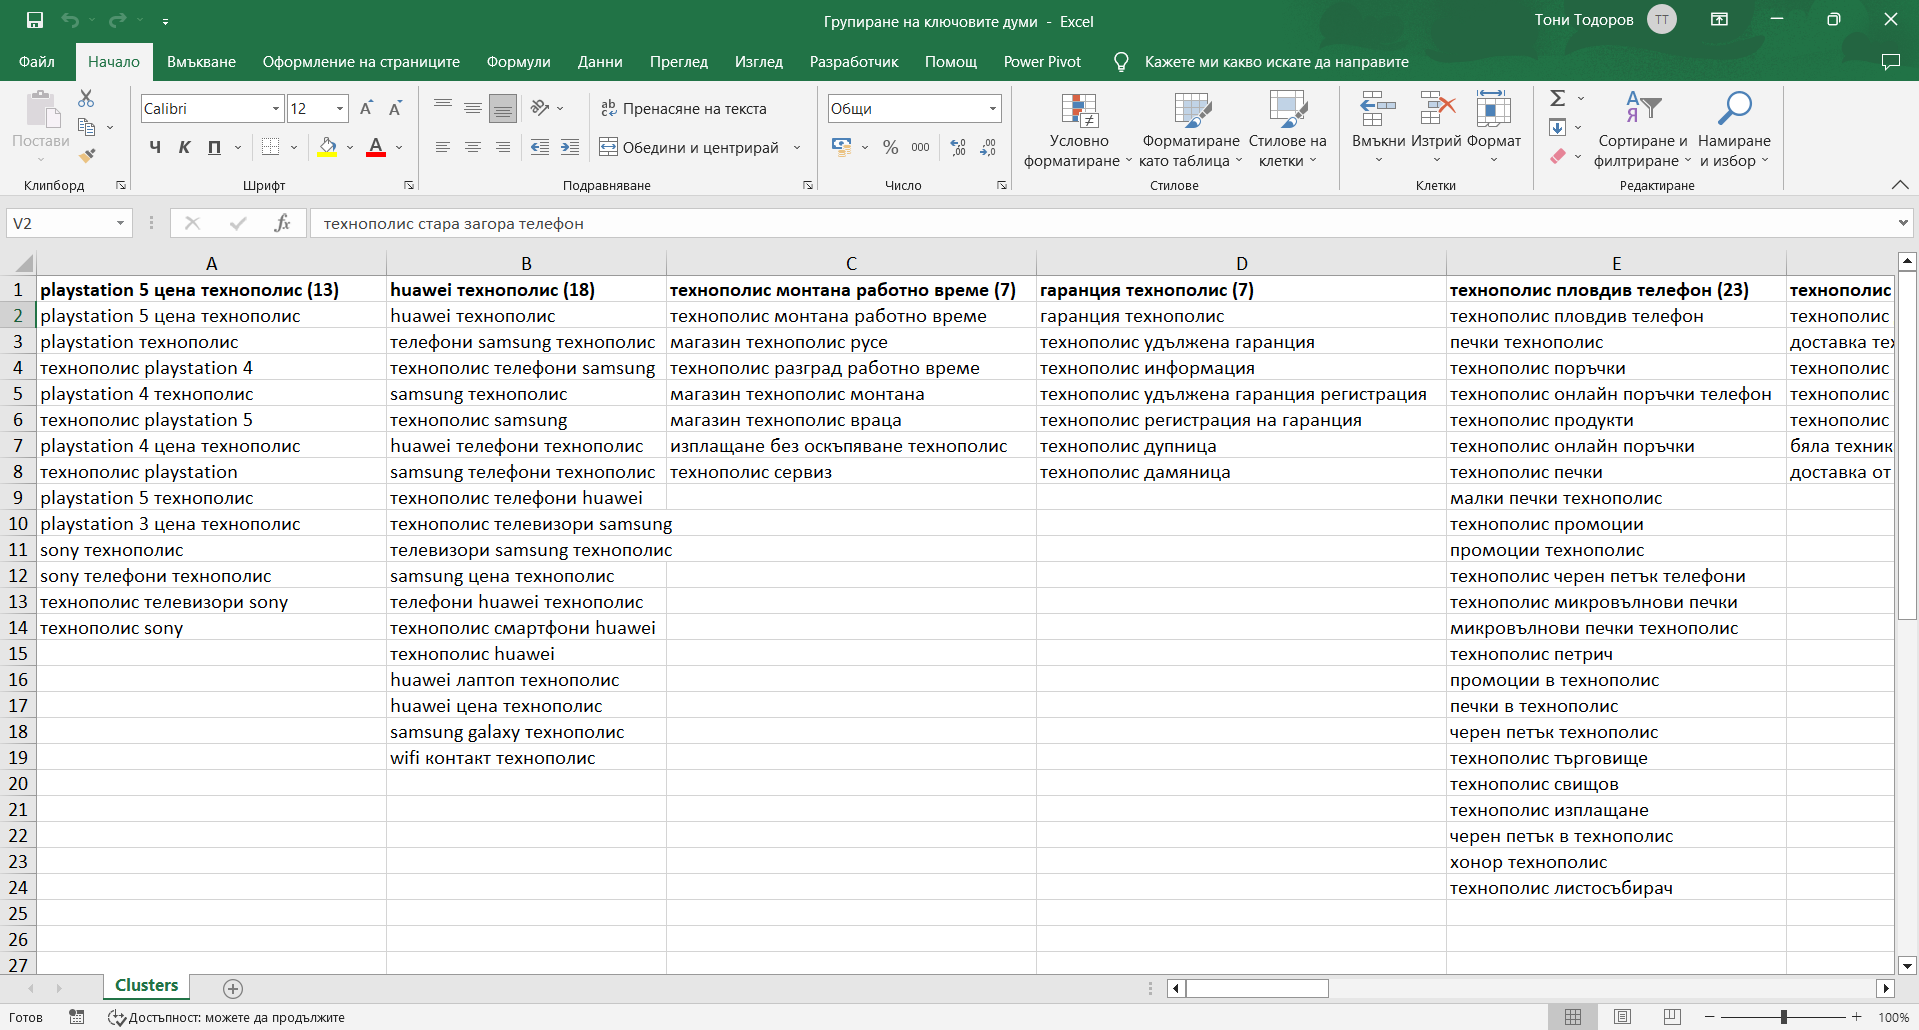 Групиране на ключовите думи - Excel
Тони Тодоров
TT
Файл
Начало
Вмъкване
Оформление на страниците
Формули
Данни
Преглед
Изглед
Разработчик
Помощ
Power Pivot
Кажете ми какво искате да направите
Постави
Клипборд
Calibri
12
Ч
К
П
Шрифт
Пренасяне на текста
Обедини и центрирай
Подравняване
Общи
%
000
Число
Условно форматиране
Форматиране като таблица
Стилове на клетки
Стилове
Вмъкни
Изтрий
Формат
Клетки
Сортиране и филтриране
Намиране и избор
Редактиране
V2
fx
технополис стара загора телефон
A B C D E
1 playstation 5 цена технополис (13) huawei технополис (18) технополис монтана работно време (7) гаранция технополис (7) технополис пловдив телефон (23) технополис
2 playstation 5 цена технополис huawei технополис технополис монтана работно време гаранция технополис технополис пловдив телефон технополис
3 playstation технополис телефони samsung технополис магазин технополис русе технополис удължена гаранция печки технополис доставка тех
4 технополис playstation 4 технополис телефони samsung технополис разград работно време технополис информация технополис поръчки технополис
5 playstation 4 технополис samsung технополис магазин технополис монтана технополис удължена гаранция регистрация технополис онлайн поръчки телефон технополис
6 технополис playstation 5 технополис samsung магазин технополис враца технополис регистрация на гаранция технополис продукти технополис
7 playstation 4 цена технополис huawei телефони технополис изплащане без оскъпяване технополис технополис дупница технополис онлайн поръчки бяла техник
8 технополис playstation samsung телефони технополис технополис сервиз технополис дамяница технополис печки доставка от
9 playstation 5 технополис технополис телефони huawei малки печки технополис
10 playstation 3 цена технополис технополис телевизори samsung технополис промоции
11 sony технополис телевизори samsung технополис промоции технополис
12 sony телефони технополис samsung цена технополис технополис черен петък телефони
13 технополис телевизори sony телефони huawei технополис технополис микровълнови печки
14 технополис sony технополис смартфони huawei микровълнови печки технополис
15 технополис huawei технополис петрич
16 huawei лаптоп технополис промоции в технополис
17 huawei цена технополис печки в технополис
18 samsung galaxy технополис черен петък технополис
19 wifi контакт технополис технополис търговище
20 технополис свищов
21 технополис изплащане
22 черен петък в технополис
23 хонор технополис
24 технополис листосъбирач
25
26
27
Clusters
Готов
Достъпност: можете да продължите
100%